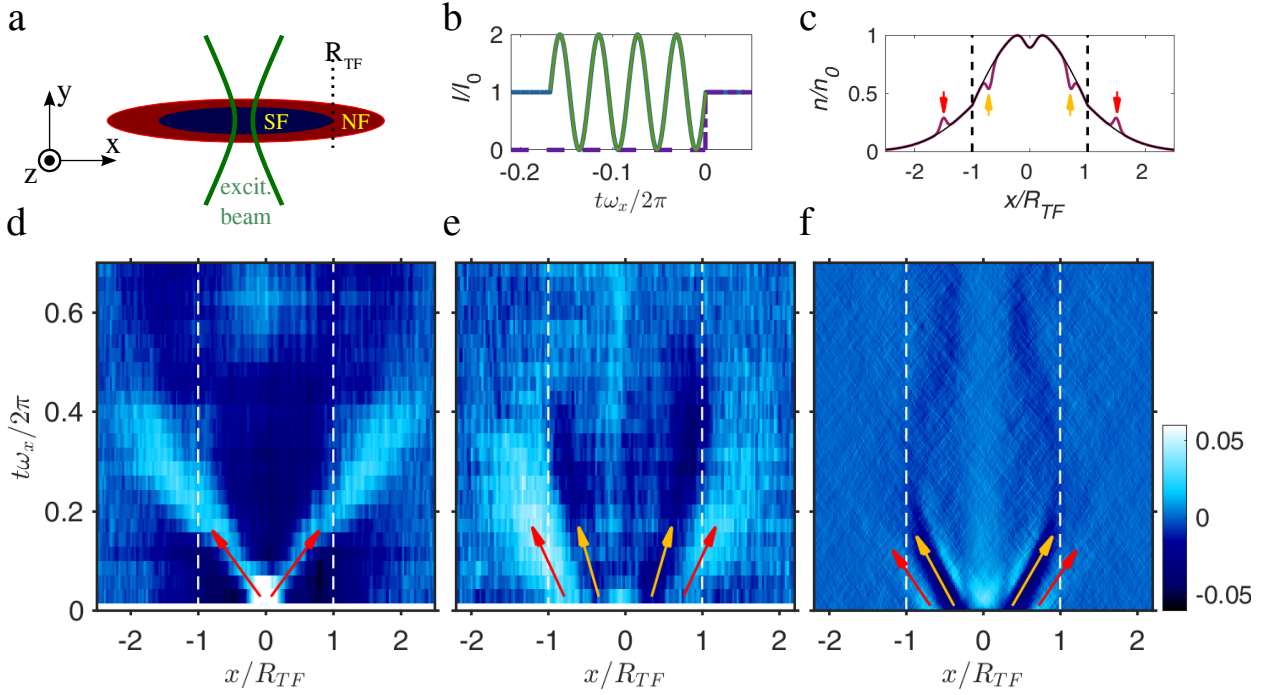 a
y
x
z
SF
NF
R_TF
excit.
beam
b
I/I_0
2
1
0
-0.2
-0.1
0
tω_x/2π
c
n/n_0
1
0.5
0
-2
-1
0
1
2
x/R_TF
d
tω_x/2π
0.6
0.4
0.2
0
-2
-1
0
1
2
x/R_TF
e
-2
-1
0
1
2
x/R_TF
f
-2
-1
0
1
2
x/R_TF
0.05
0
-0.05